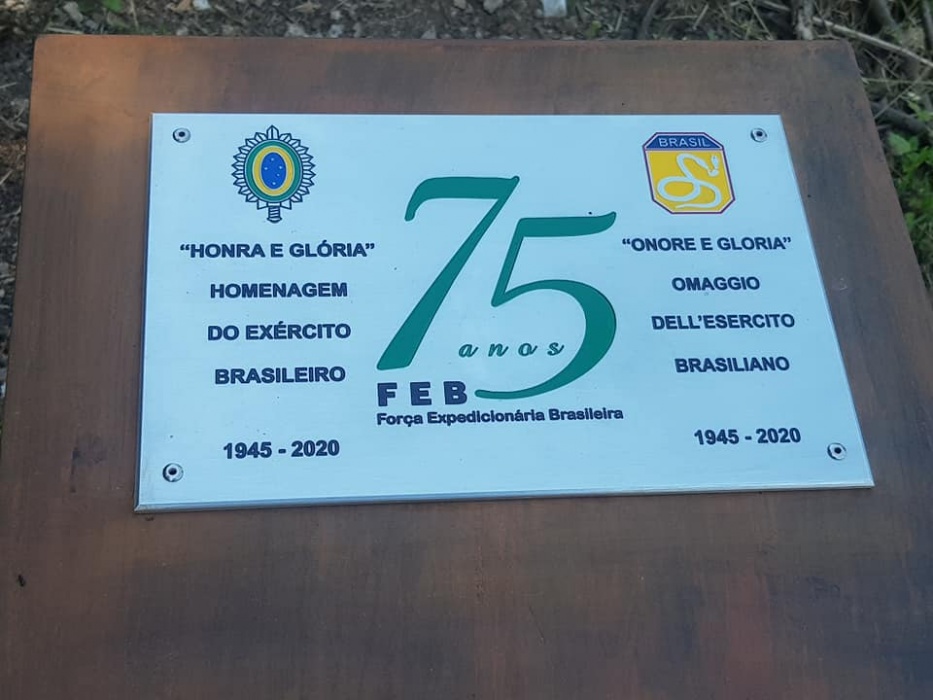 "HONRA E GLÓRIA"
HOMENAGEM
DO EXÉRCITO
BRASILEIRO
1945 - 2020
75
anos
FEB
Força Expedicionária Brasileira
BRASIL
"ONORE E GLORIA"
OMAGGIO
DELL'ESERCITO
BRASILIANO
1945 - 2020